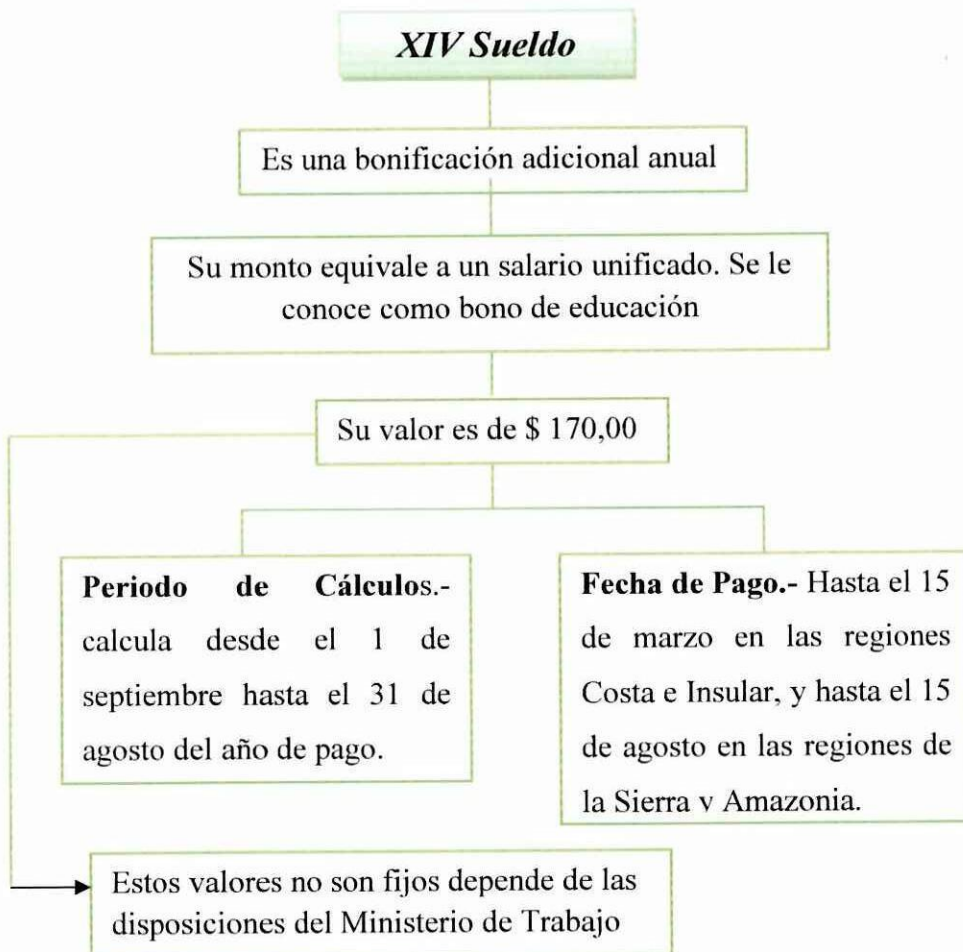 XIV Sueldo
Es una bonificación adicional anual
Su monto equivale a un salario unificado. Se le
conoce como bono de educación
Su valor es de $ 170,00
Periodo de Cálculos.-
calcula desde el 1 de
septiembre hasta el 31 de
agosto del año de pago.
Fecha de Pago.- Hasta el 15
de marzo en las regiones
Costa e Insular, y hasta el 15
de agosto en las regiones de
la Sierra y Amazonia.
Estos valores no son fijos depende de las
disposiciones del Ministerio de Trabajo